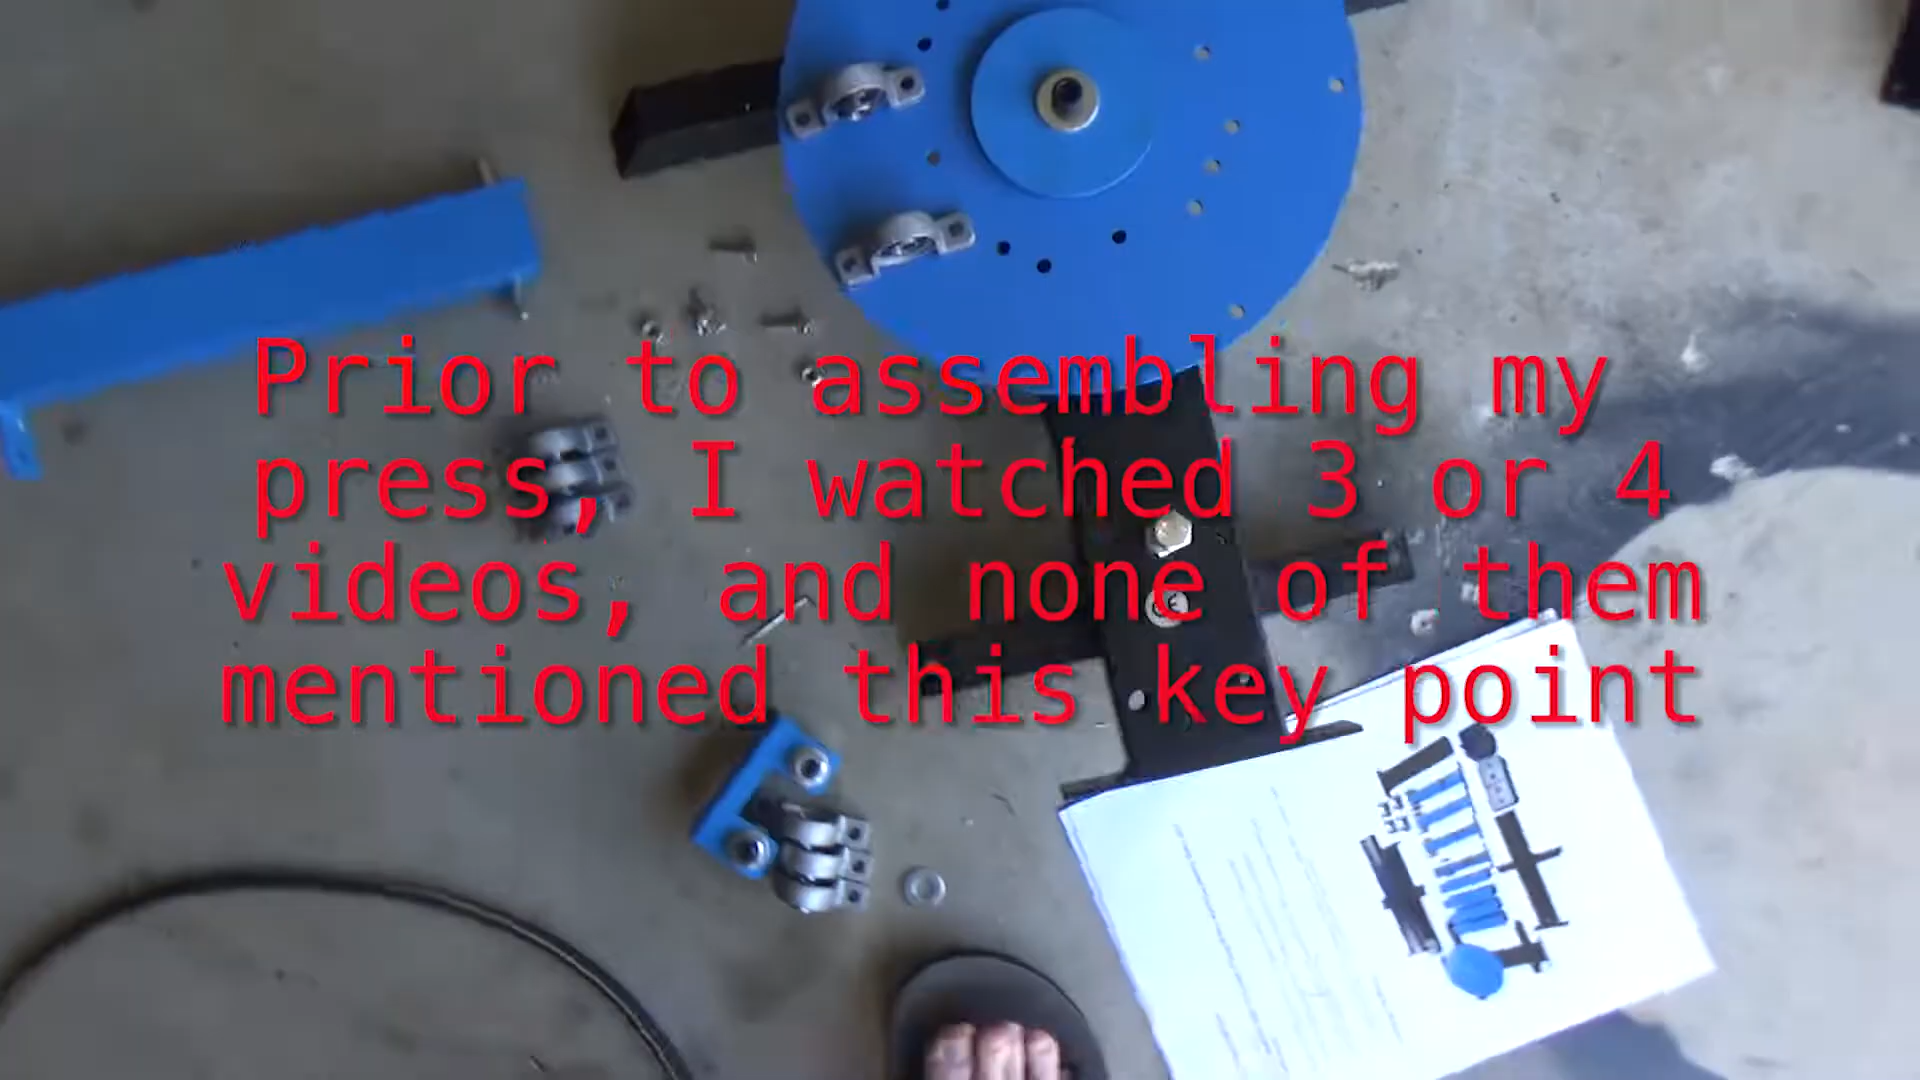 Prior to assembling my
press, I watched 3 or 4
videos, and none of them
mentioned this key point